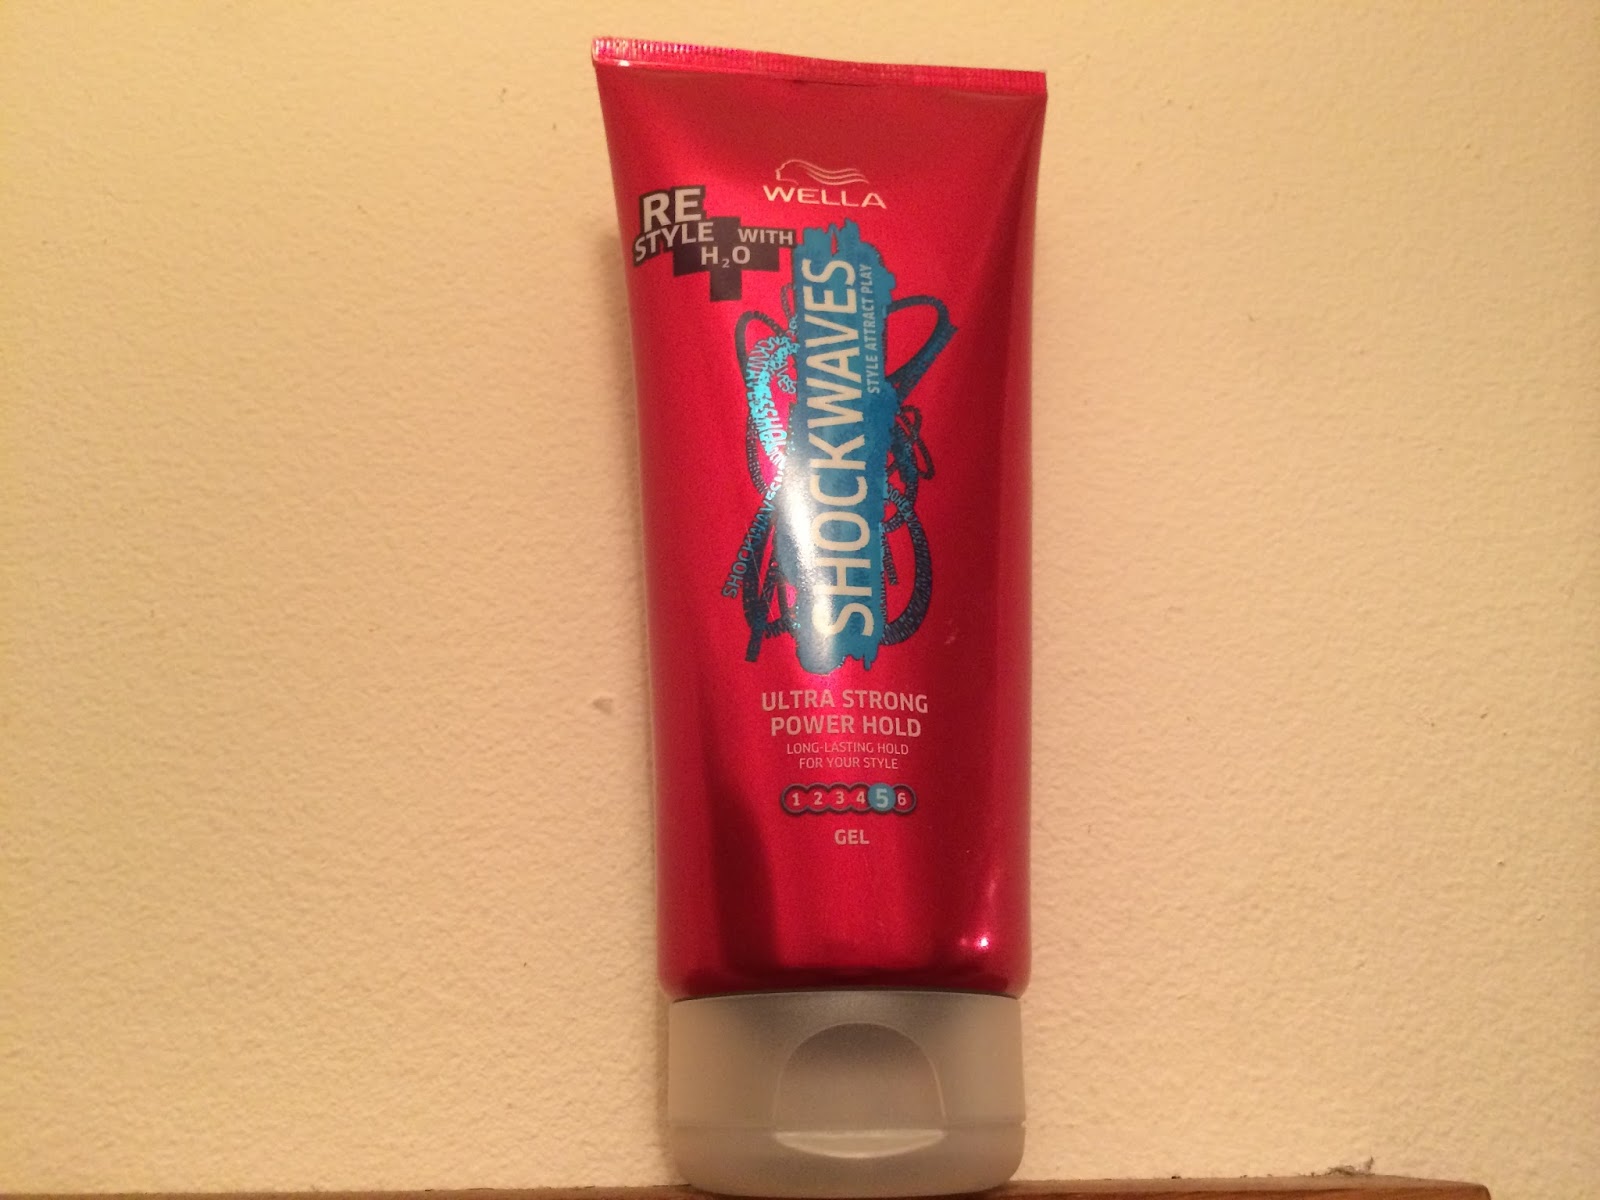 WELLA
RE
STYLE WITH
H₂O
SHOCKWAVES
STYLE ATTRACT PLAY
ULTRA STRONG
POWER HOLD
LONG-LASTING HOLD
FOR YOUR STYLE
1 2 3 4 5 6
GEL